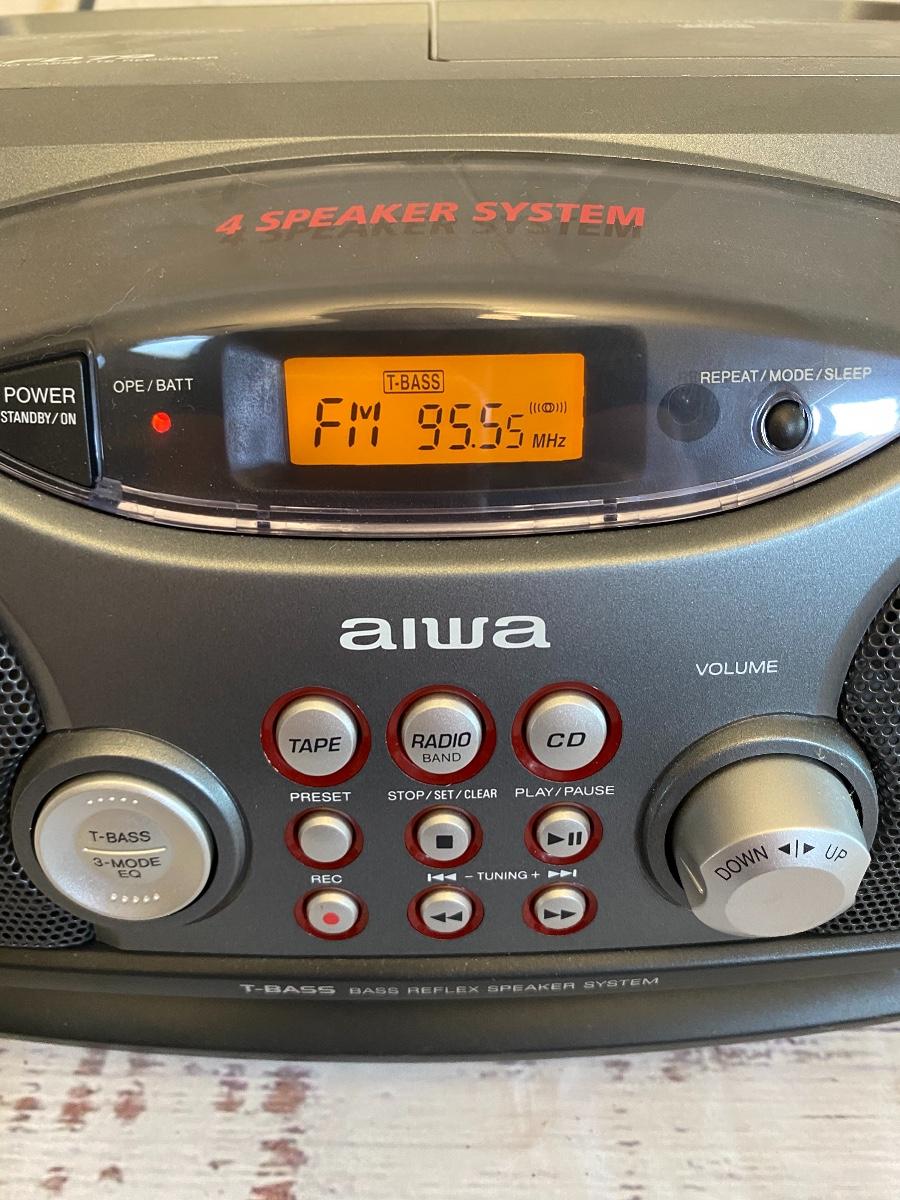 RECORDER
4 SPEAKER SYSTEM
POWER
STANDBY/ON
OPE/BATT
T-BASS
FM 95.55 MHz
REPEAT/MODE/SLEEP
aiwa
VOLUME
TAPE
RADIO
BAND
CD
PRESET
STOP/SET/CLEAR
PLAY/PAUSE
T-BASS
3-MODE
EQ
DOWN ◀|▶ UP
REC
⏮ – TUNING + ⏭
T-BASS BASS REFLEX SPEAKER SYSTEM